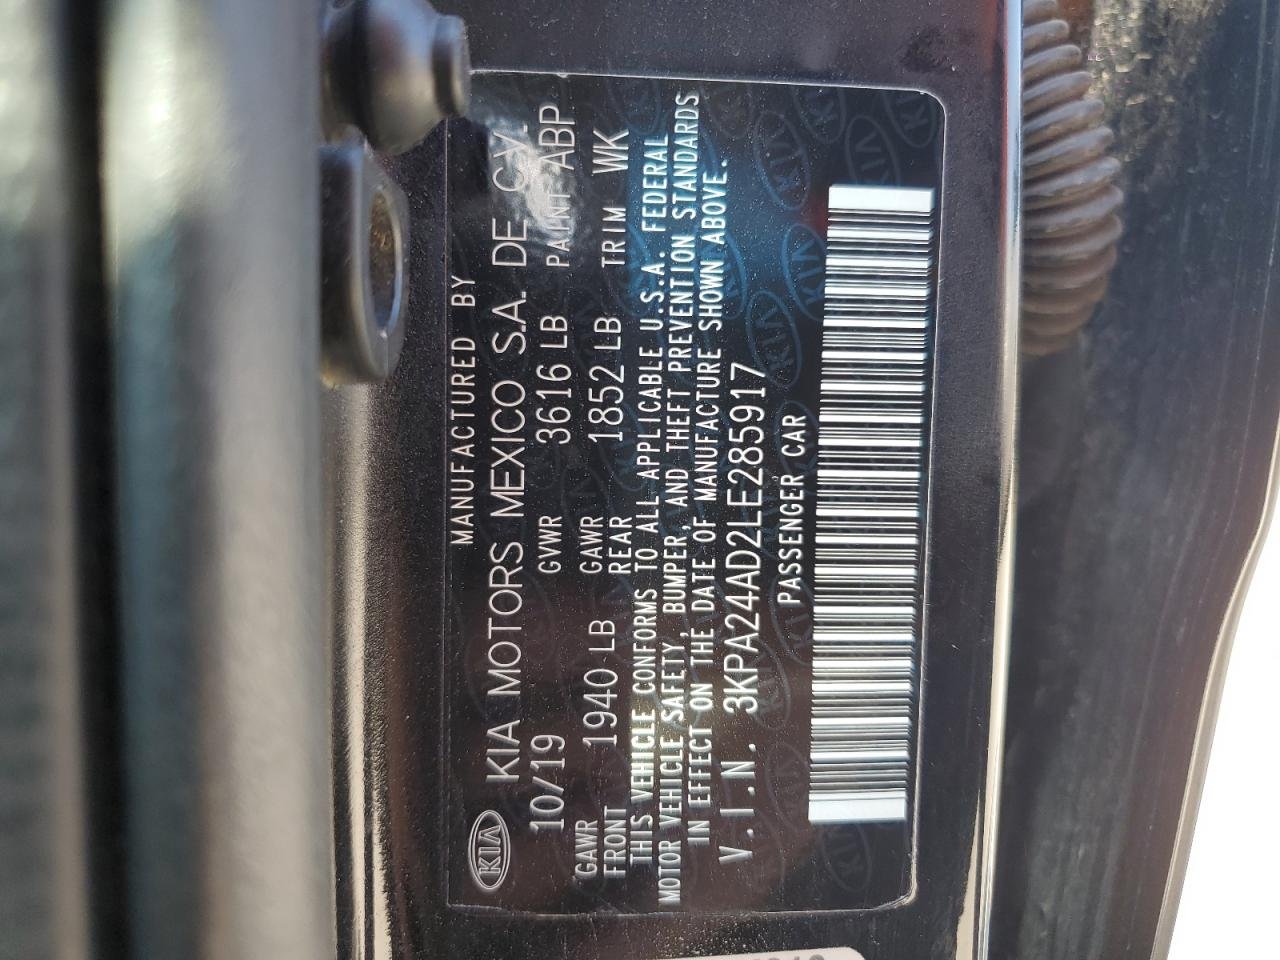 MANUFACTURED BY
KIA KIA MOTORS MEXICO S.A. DE C.V.
10/19 GVWR 3616 LB PAINT ABP
GAWR FRONT 1940 LB GAWR REAR 1852 LB TRIM WK
THIS VEHICLE CONFORMS TO ALL APPLICABLE U.S.A. FEDERAL
MOTOR VEHICLE SAFETY, BUMPER, AND THEFT PREVENTION STANDARDS
IN EFFECT ON THE DATE OF MANUFACTURE SHOWN ABOVE.
V.I.N. 3KPA24AD2LE285917
PASSENGER CAR